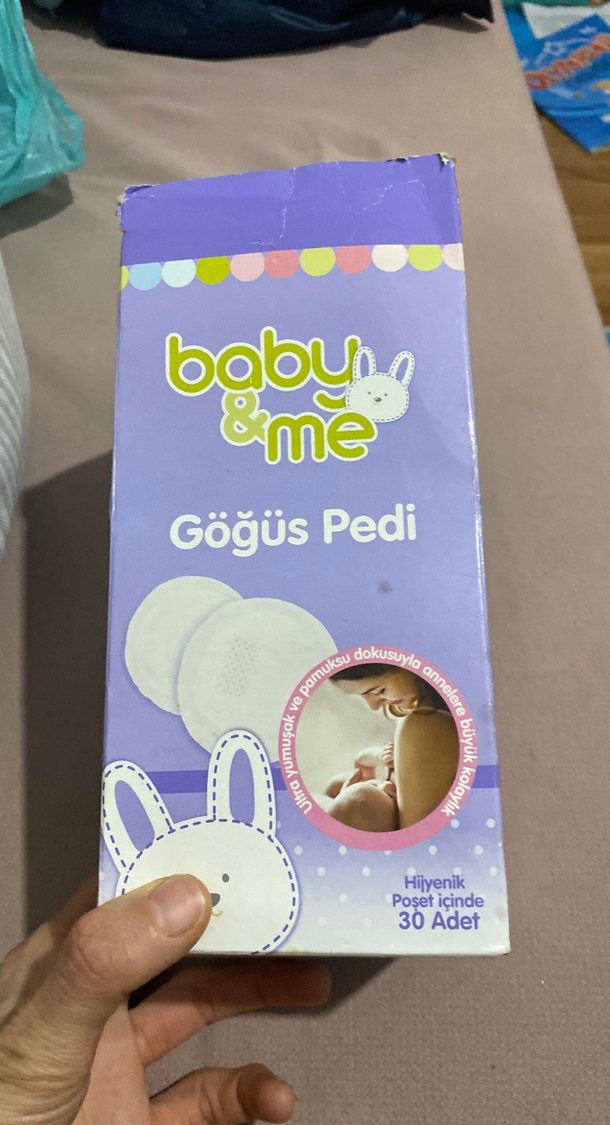 baby
&me
Göğüs Pedi
Ultra yumuşak ve pamuksu dokusuyla annelere büyük kolaylık
Hijyenik
Poşet içinde
30 Adet